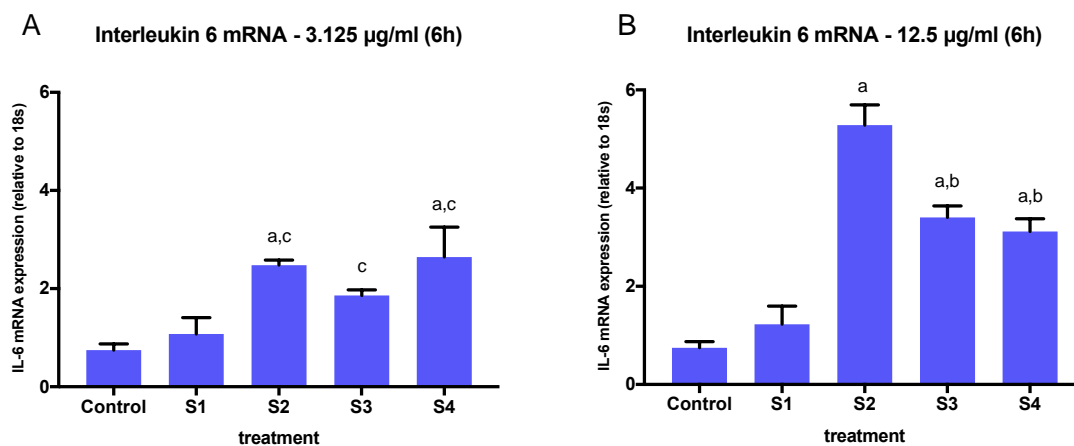 A
Interleukin 6 mRNA - 3.125 µg/ml (6h)
IL-6 mRNA expression (relative to 18s)
6
4
2
0
a,c
c
a,c
Control S1 S2 S3 S4
treatment
B
Interleukin 6 mRNA - 12.5 µg/ml (6h)
IL-6 mRNA expression (relative to 18s)
6
4
2
0
a
a,b
a,b
Control S1 S2 S3 S4
treatment